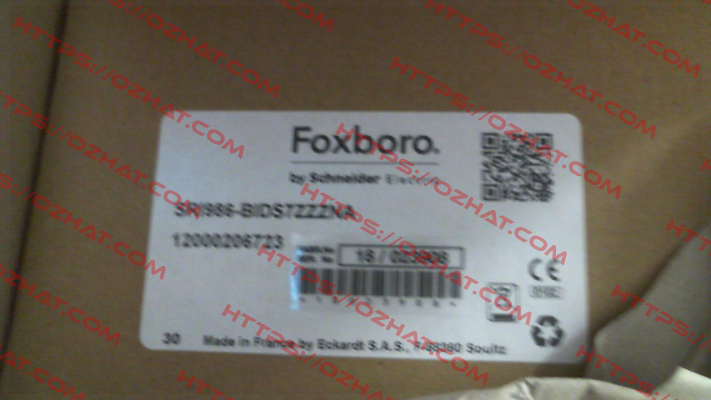 Foxboro.
by Schneider Electric
SRI986-BIDS7ZZZNA
12000206723
18 /
CE
30 Made in France by Eckardt S.A.S., F-68360 Soultz
HTTPS://OZHAT.COM